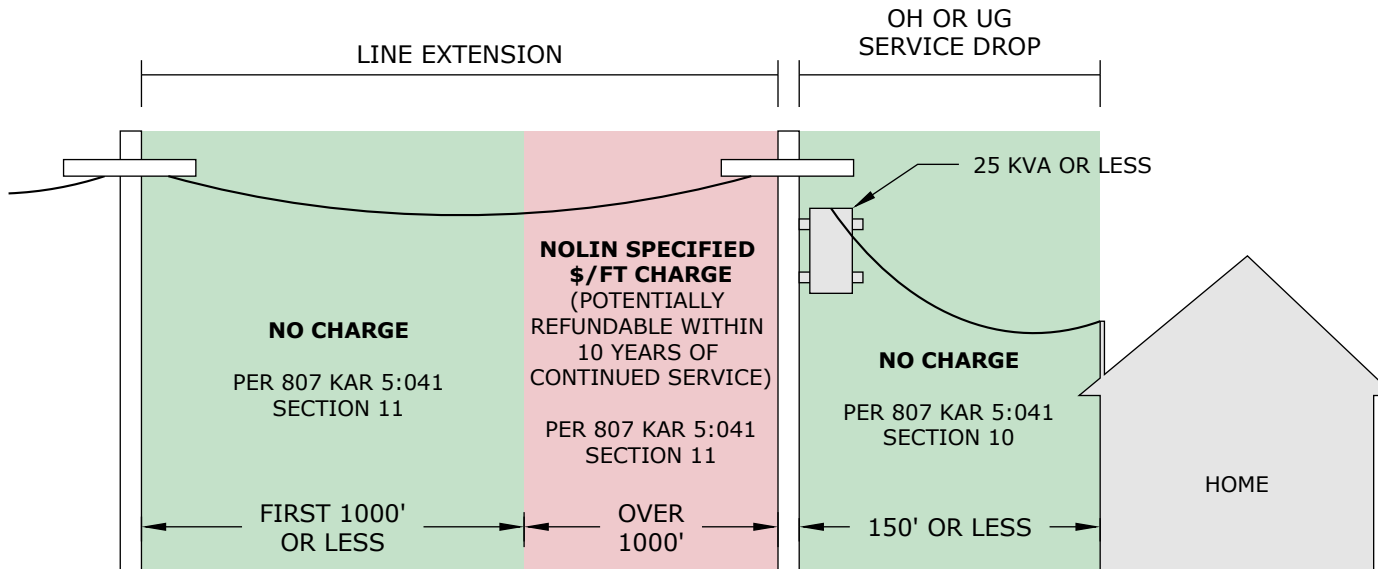 LINE EXTENSION
OH OR UG
SERVICE DROP
25 KVA OR LESS
NO CHARGE
PER 807 KAR 5:041
SECTION 11
NOLIN SPECIFIED
$/FT CHARGE
(POTENTIALLY
REFUNDABLE WITHIN
10 YEARS OF
CONTINUED SERVICE)
PER 807 KAR 5:041
SECTION 11
NO CHARGE
PER 807 KAR 5:041
SECTION 10
HOME
FIRST 1000'
OR LESS
OVER
1000'
150' OR LESS